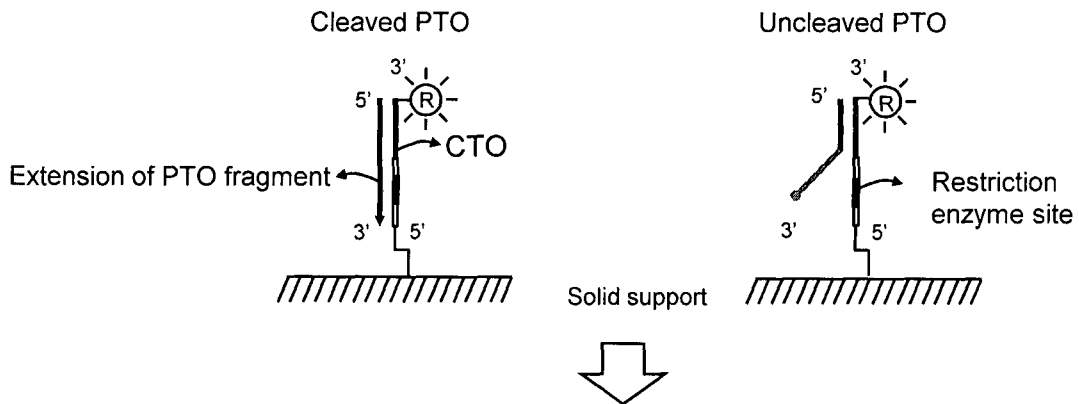 Cleaved PTO
Uncleaved PTO
3’
5’
R
CTO
Extension of PTO fragment
3’
5’
3’
5’
R
Restriction
enzyme site
3’
5’
Solid support